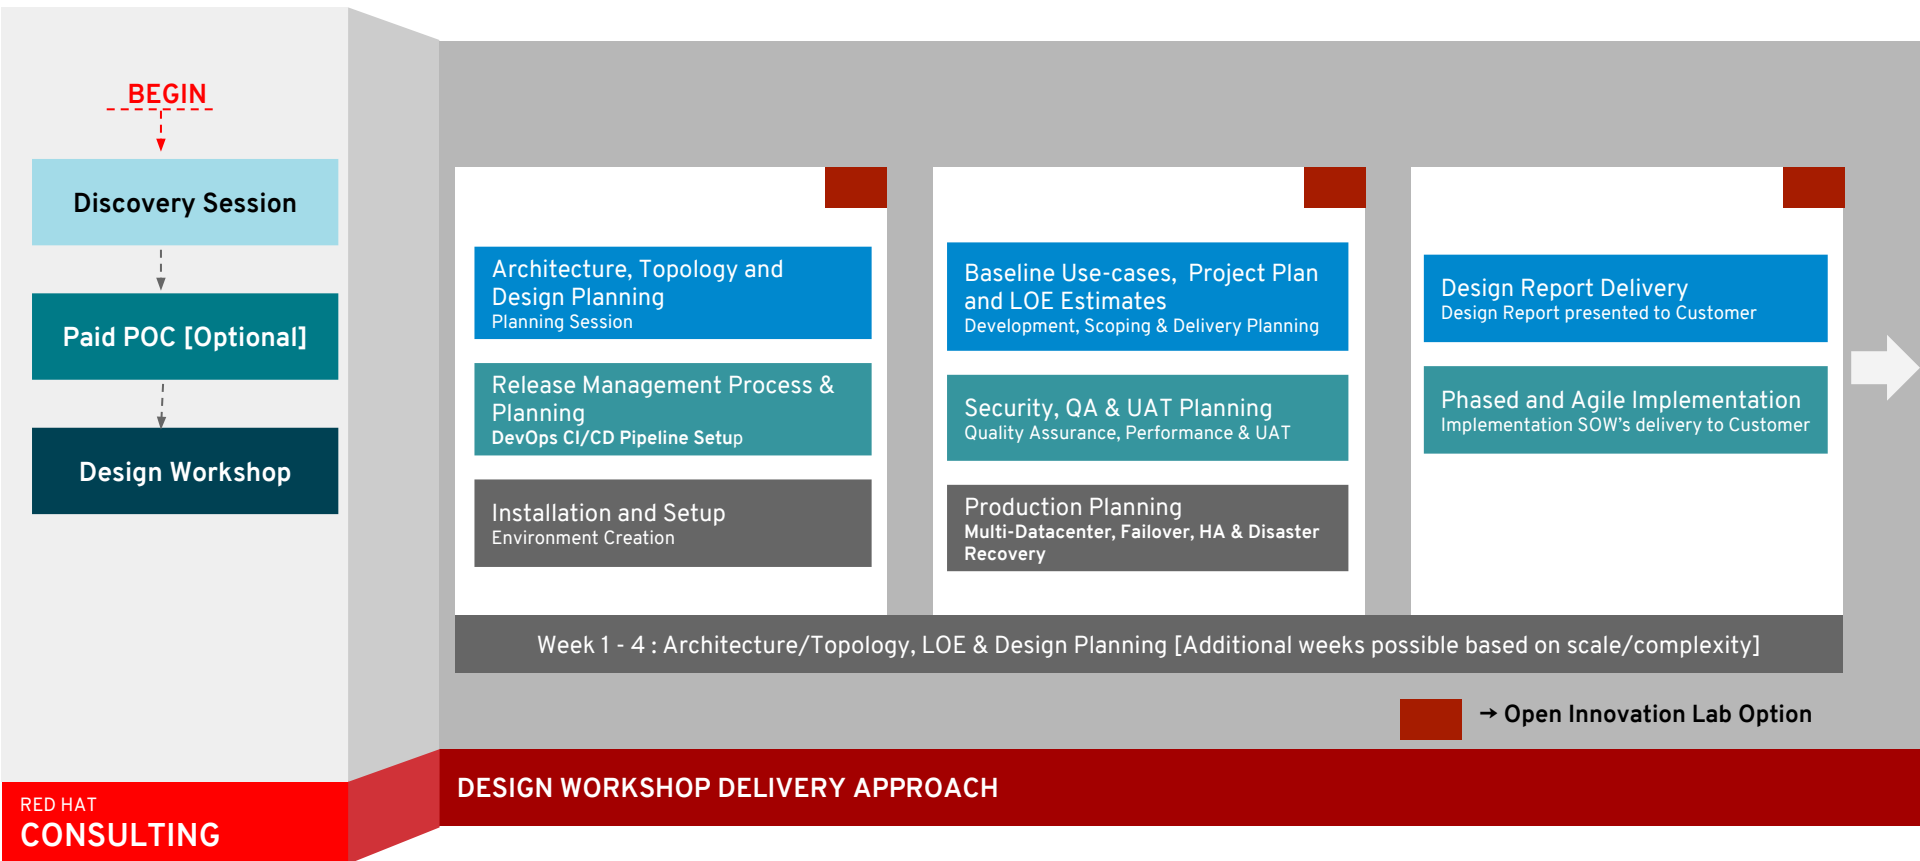 BEGIN
Discovery Session
Paid POC [Optional]
Design Workshop
RED HAT
CONSULTING
Architecture, Topology and
Design Planning
Planning Session
Release Management Process &
Planning
DevOps CI/CD Pipeline Setup
Installation and Setup
Environment Creation
Baseline Use-cases,  Project Plan
and LOE Estimates
Development, Scoping & Delivery Planning
Security, QA & UAT Planning
Quality Assurance, Performance & UAT
Production Planning
Multi-Datacenter, Failover, HA & Disaster
Recovery
Design Report Delivery
Design Report presented to Customer
Phased and Agile Implementation
Implementation SOW's delivery to Customer
Week 1 - 4 : Architecture/Topology, LOE & Design Planning [Additional weeks possible based on scale/complexity]
→ Open Innovation Lab Option
DESIGN WORKSHOP DELIVERY APPROACH